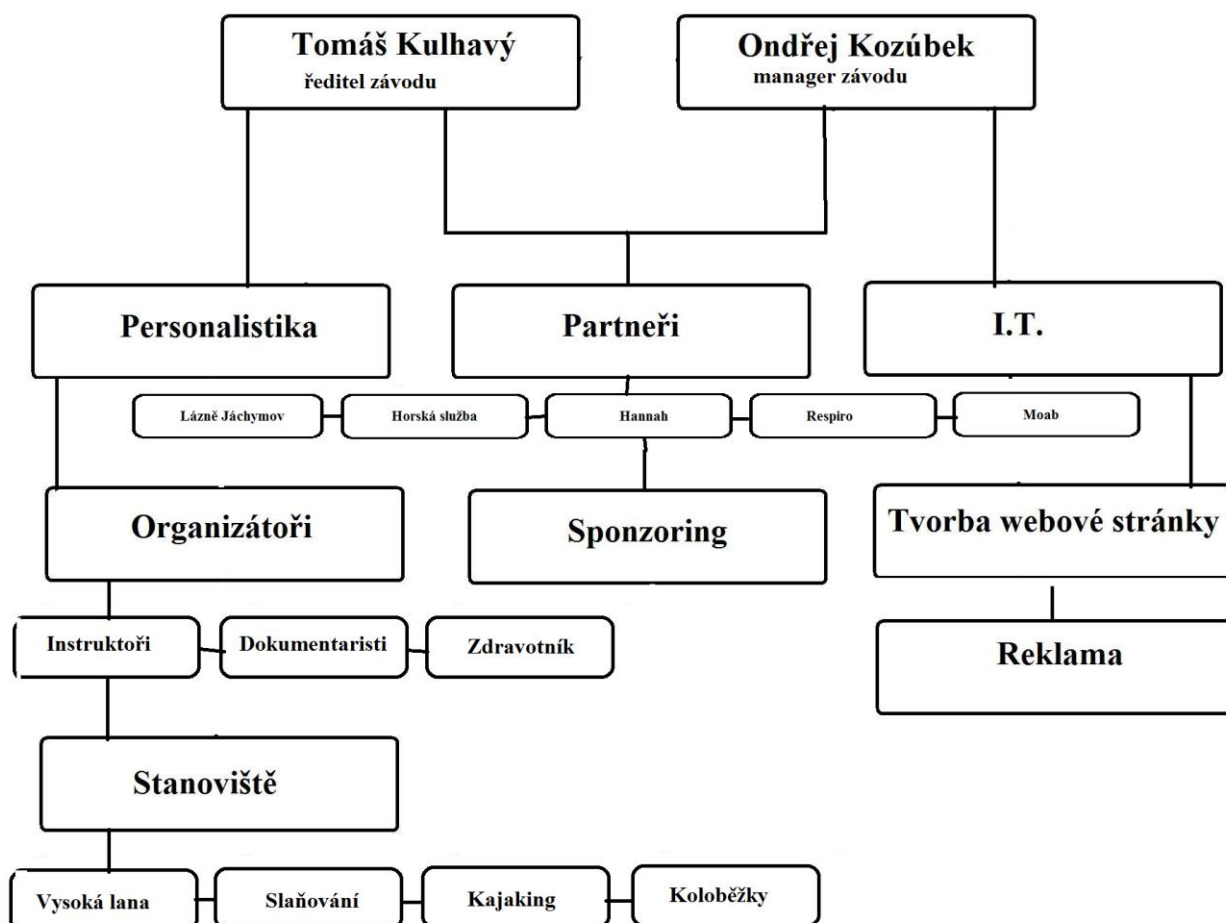 Tomáš Kulhavý
ředitel závodu
Ondřej Kozúbek
manager závodu
Personalistika
Partneři
I.T.
Lázně Jáchymov
Horská služba
Hannah
Respiro
Moab
Organizátoři
Sponzoring
Tvorba webové stránky
Instruktoři
Dokumentaristi
Zdravotník
Reklama
Stanoviště
Vysoká lana
Slaňování
Kajaking
Koloběžky